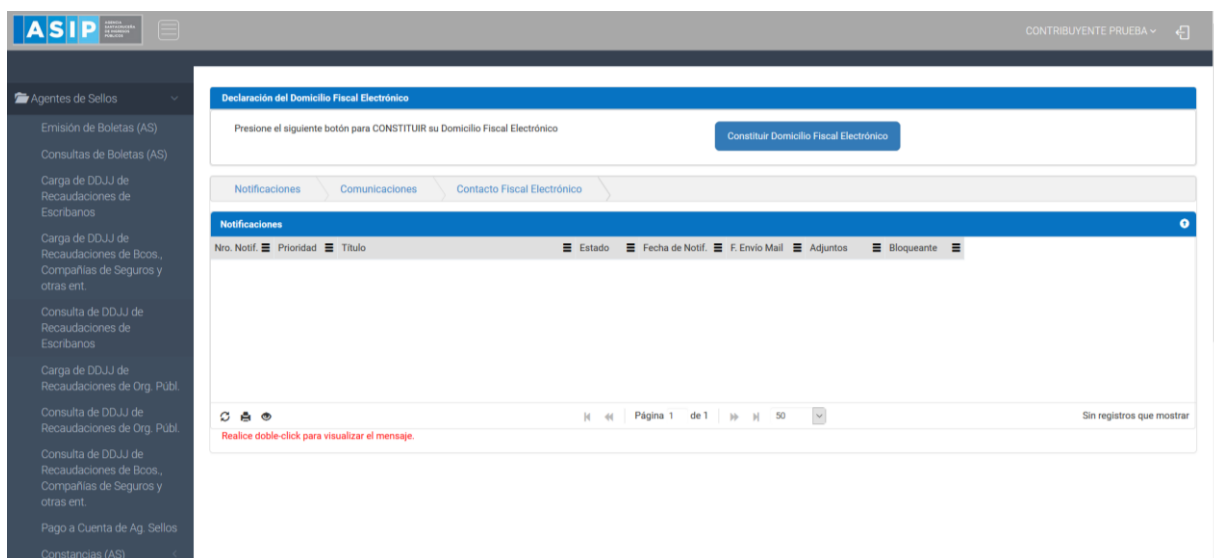 ASIP
CONTRIBUYENTE PRUEBA
Agentes de Sellos
Emisión de Boletas (AS)
Consultas de Boletas (AS)
Carga de DDJJ de
Recaudaciones de
Escribanos
Carga de DDJJ de
Recaudaciones de Bcos.,
Compañías de Seguros y
otras ent.
Consulta de DDJJ de
Recaudaciones de
Escribanos
Carga de DDJJ de
Recaudaciones de Org. Públ.
Consulta de DDJJ de
Recaudaciones de Org. Públ.
Consulta de DDJJ de
Recaudaciones de Bcos.,
Compañías de Seguros y
otras ent.
Pago a Cuenta de Ag. Sellos
Constancias (AS)
Declaración del Domicilio Fiscal Electrónico
Presione el siguiente botón para CONSTITUIR su Domicilio Fiscal Electrónico
Constituir Domicilio Fiscal Electrónico
Notificaciones Comunicaciones Contacto Fiscal Electrónico
Notificaciones
Nro. Notif. Prioridad Título Estado Fecha de Notif. F. Envío Mail Adjuntos Bloqueante
Página 1 de 1 50 Sin registros que mostrar
Realice doble-click para visualizar el mensaje.